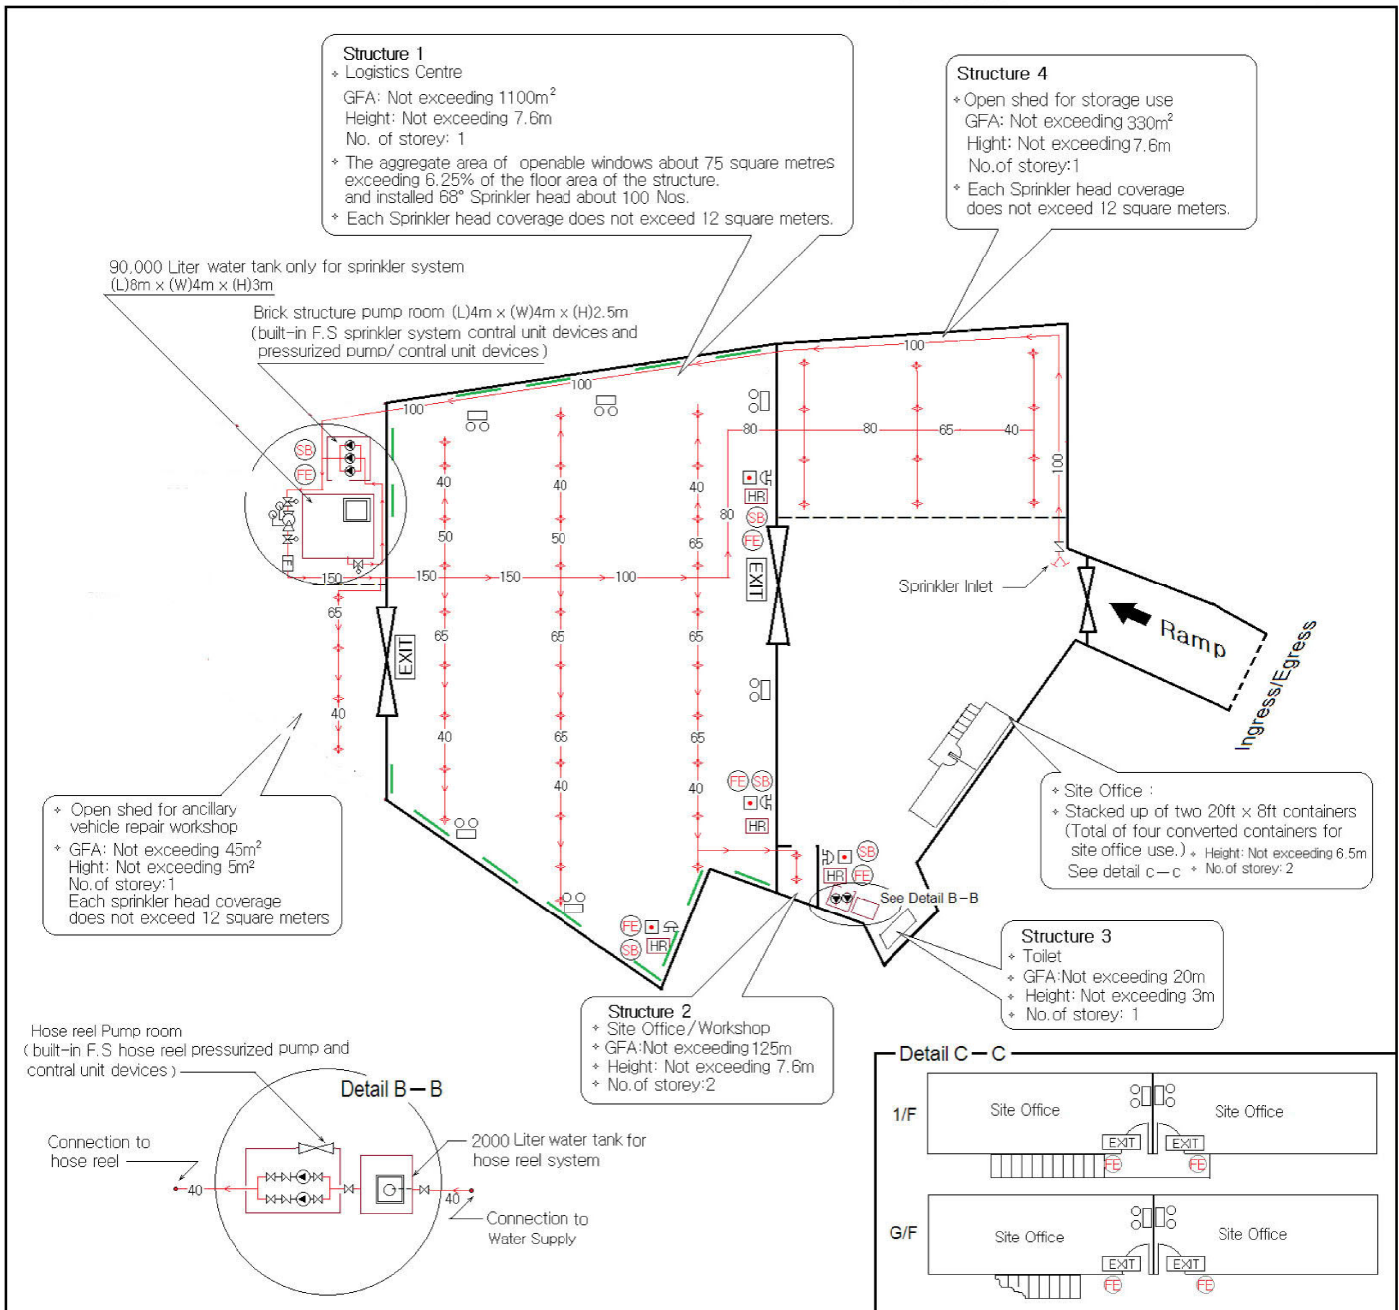 Structure 1
Logistics Centre
GFA: Not exceeding 1100m²
Height: Not exceeding 7.6m
No. of storey: 1
The aggregate area of openable windows about 75 square metres
exceeding 6.25% of the floor area of the structure.
and installed 68° Sprinkler head about 100 Nos.
Each Sprinkler head coverage does not exceed 12 square meters.
Structure 4
Open shed for storage use
GFA: Not exceeding 330m²
Hight: Not exceeding 7.6m
No.of storey:1
Each Sprinkler head coverage
does not exceed 12 square meters.
90,000 Liter water tank only for sprinkler system
(L)8m x (W)4m x (H)3m
Brick structure pump room (L)4m x (W)4m x (H)2.5m
(built-in F.S sprinkler system contral unit devices and
pressurized pump/ contral unit devices)
100
100
100
80
80
65
40
100
SB
FE
40
40
40
HR
SB
FE
80
50
50
65
EXIT
F
150
150
150
100
Sprinkler Inlet
Ramp
Ingress/Egress
65
65
65
65
EXIT
40
40
65
65
40
40
FE
SB
HR
Open shed for ancillary
vehicle repair workshop
GFA: Not exceeding 45m²
Hight: Not exceeding 5m²
No.of storey:1
Each sprinkler head coverage
does not exceed 12 square meters
Site Office :
Stacked up of two 20ft x 8ft containers
(Total of four converted containers for
site office use.)
Height: Not exceeding 6.5m
See detail c-c
No.of storey: 2
SB
HR
FE
See Detail B-B
FE
SB
HR
Structure 3
Toilet
GFA:Not exceeding 20m
Height: Not exceeding 3m
No.of storey: 1
Structure 2
Site Office/Workshop
GFA:Not exceeding 125m
Height: Not exceeding 7.6m
No.of storey:2
Hose reel Pump room
(built-in F.S hose reel pressurized pump and
contral unit devices)
Detail B-B
Connection to
hose reel
40
2000 Liter water tank for
hose reel system
40
Connection to
Water Supply
Detail C-C
1/F
Site Office
Site Office
EXIT
EXIT
FE
FE
G/F
Site Office
Site Office
EXIT
EXIT
FE
FE